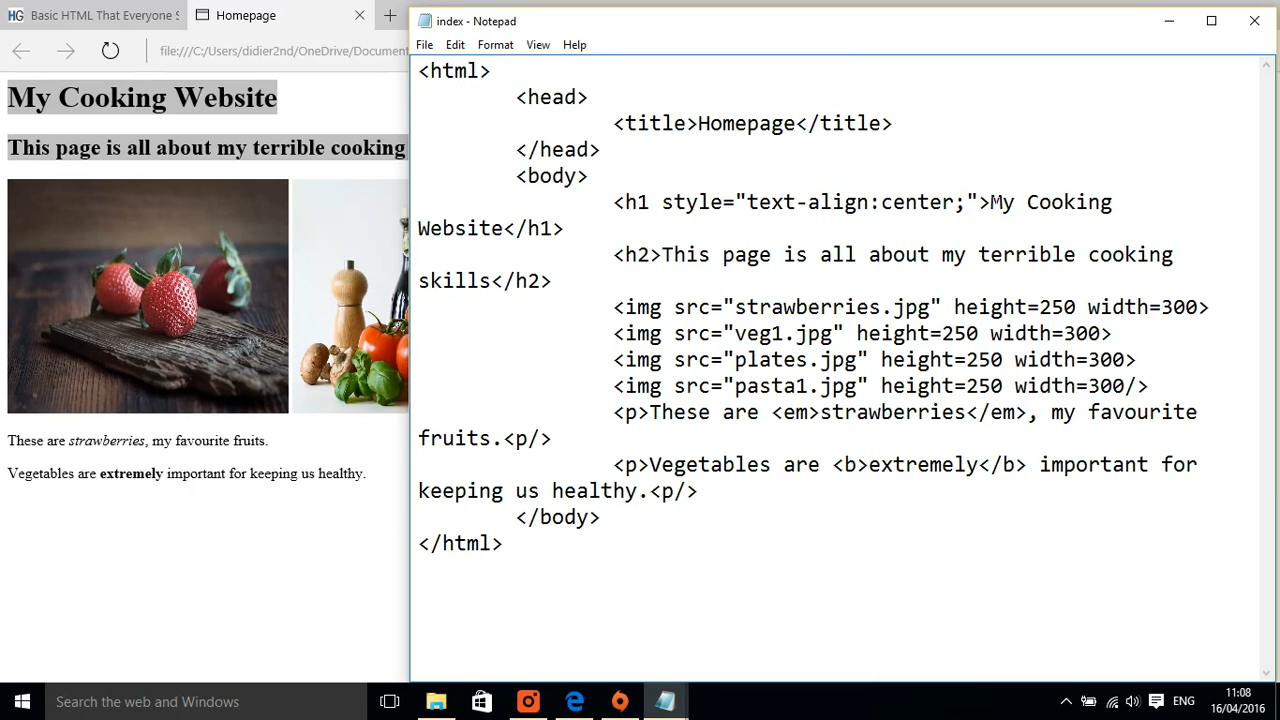 Basic HTML That Everyone S
Homepage
file:///C:/Users/didier2nd/OneDrive/Document
My Cooking Website
This page is all about my terrible cooking
These are strawberries, my favourite fruits.
Vegetables are extremely important for keeping us healthy.
index - Notepad
File Edit Format View Help
<html>
<head>
<title>Homepage</title>
</head>
<body>
<h1 style="text-align:center;">My Cooking
Website</h1>
<h2>This page is all about my terrible cooking
skills</h2>
<img src="strawberries.jpg" height=250 width=300>
<img src="veg1.jpg" height=250 width=300>
<img src="plates.jpg" height=250 width=300>
<img src="pasta1.jpg" height=250 width=300/>
<p>These are <em>strawberries</em>, my favourite
fruits.<p/>
<p>Vegetables are <b>extremely</b> important for
keeping us healthy.<p/>
</body>
</html>
Search the web and Windows
ENG
11:08
16/04/2016